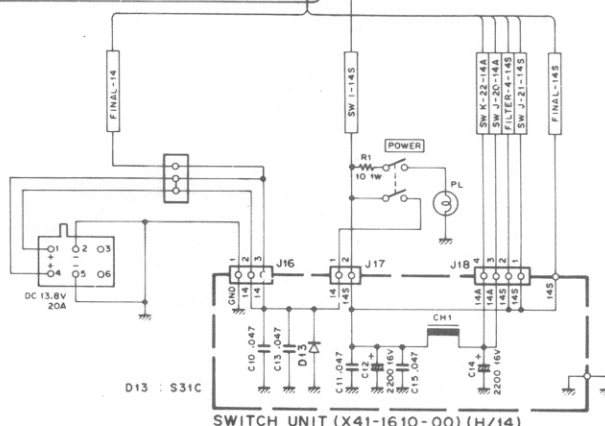 FINAL-14
SW I-14S
SW K-22-14A
SW J-20-14A
FILTER-4-14S
SW J-21-14S
FINAL-14S
POWER
R1
10 1W
PL
1 2 3
4 5 6
DC 13.8V
20A
1 2 3 J16
1 2 J17
J18 4 3 2 1
GND
14
14
14
14S
14A
14A
14S
14S
14S
CH1
C10 .047
C13 .047
D13
C11 .047
C12 2200 16V
C15 .047
C14 2200 16V
D13 : S31C
SWITCH UNIT (X41-1610-00) (H/14)